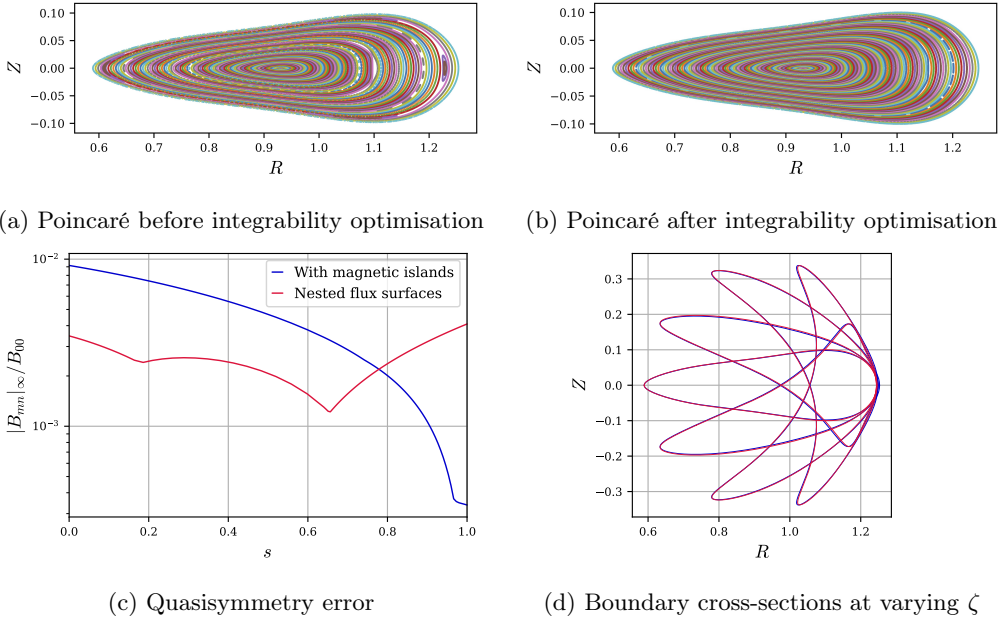 0.10
0.05
0.00
−0.05
−0.10
Z
0.6 0.7 0.8 0.9 1.0 1.1 1.2
R
0.10
0.05
0.00
−0.05
−0.10
Z
0.6 0.7 0.8 0.9 1.0 1.1 1.2
R
(a) Poincaré before integrability optimisation
(b) Poincaré after integrability optimisation
10⁻²
10⁻³
|Bₘₙ|∞/B₀₀
With magnetic islands
Nested flux surfaces
0.0 0.2 0.4 0.6 0.8 1.0
s
0.3
0.2
0.1
0.0
−0.1
−0.2
−0.3
Z
0.6 0.8 1.0 1.2
R
(c) Quasisymmetry error
(d) Boundary cross-sections at varying ζ